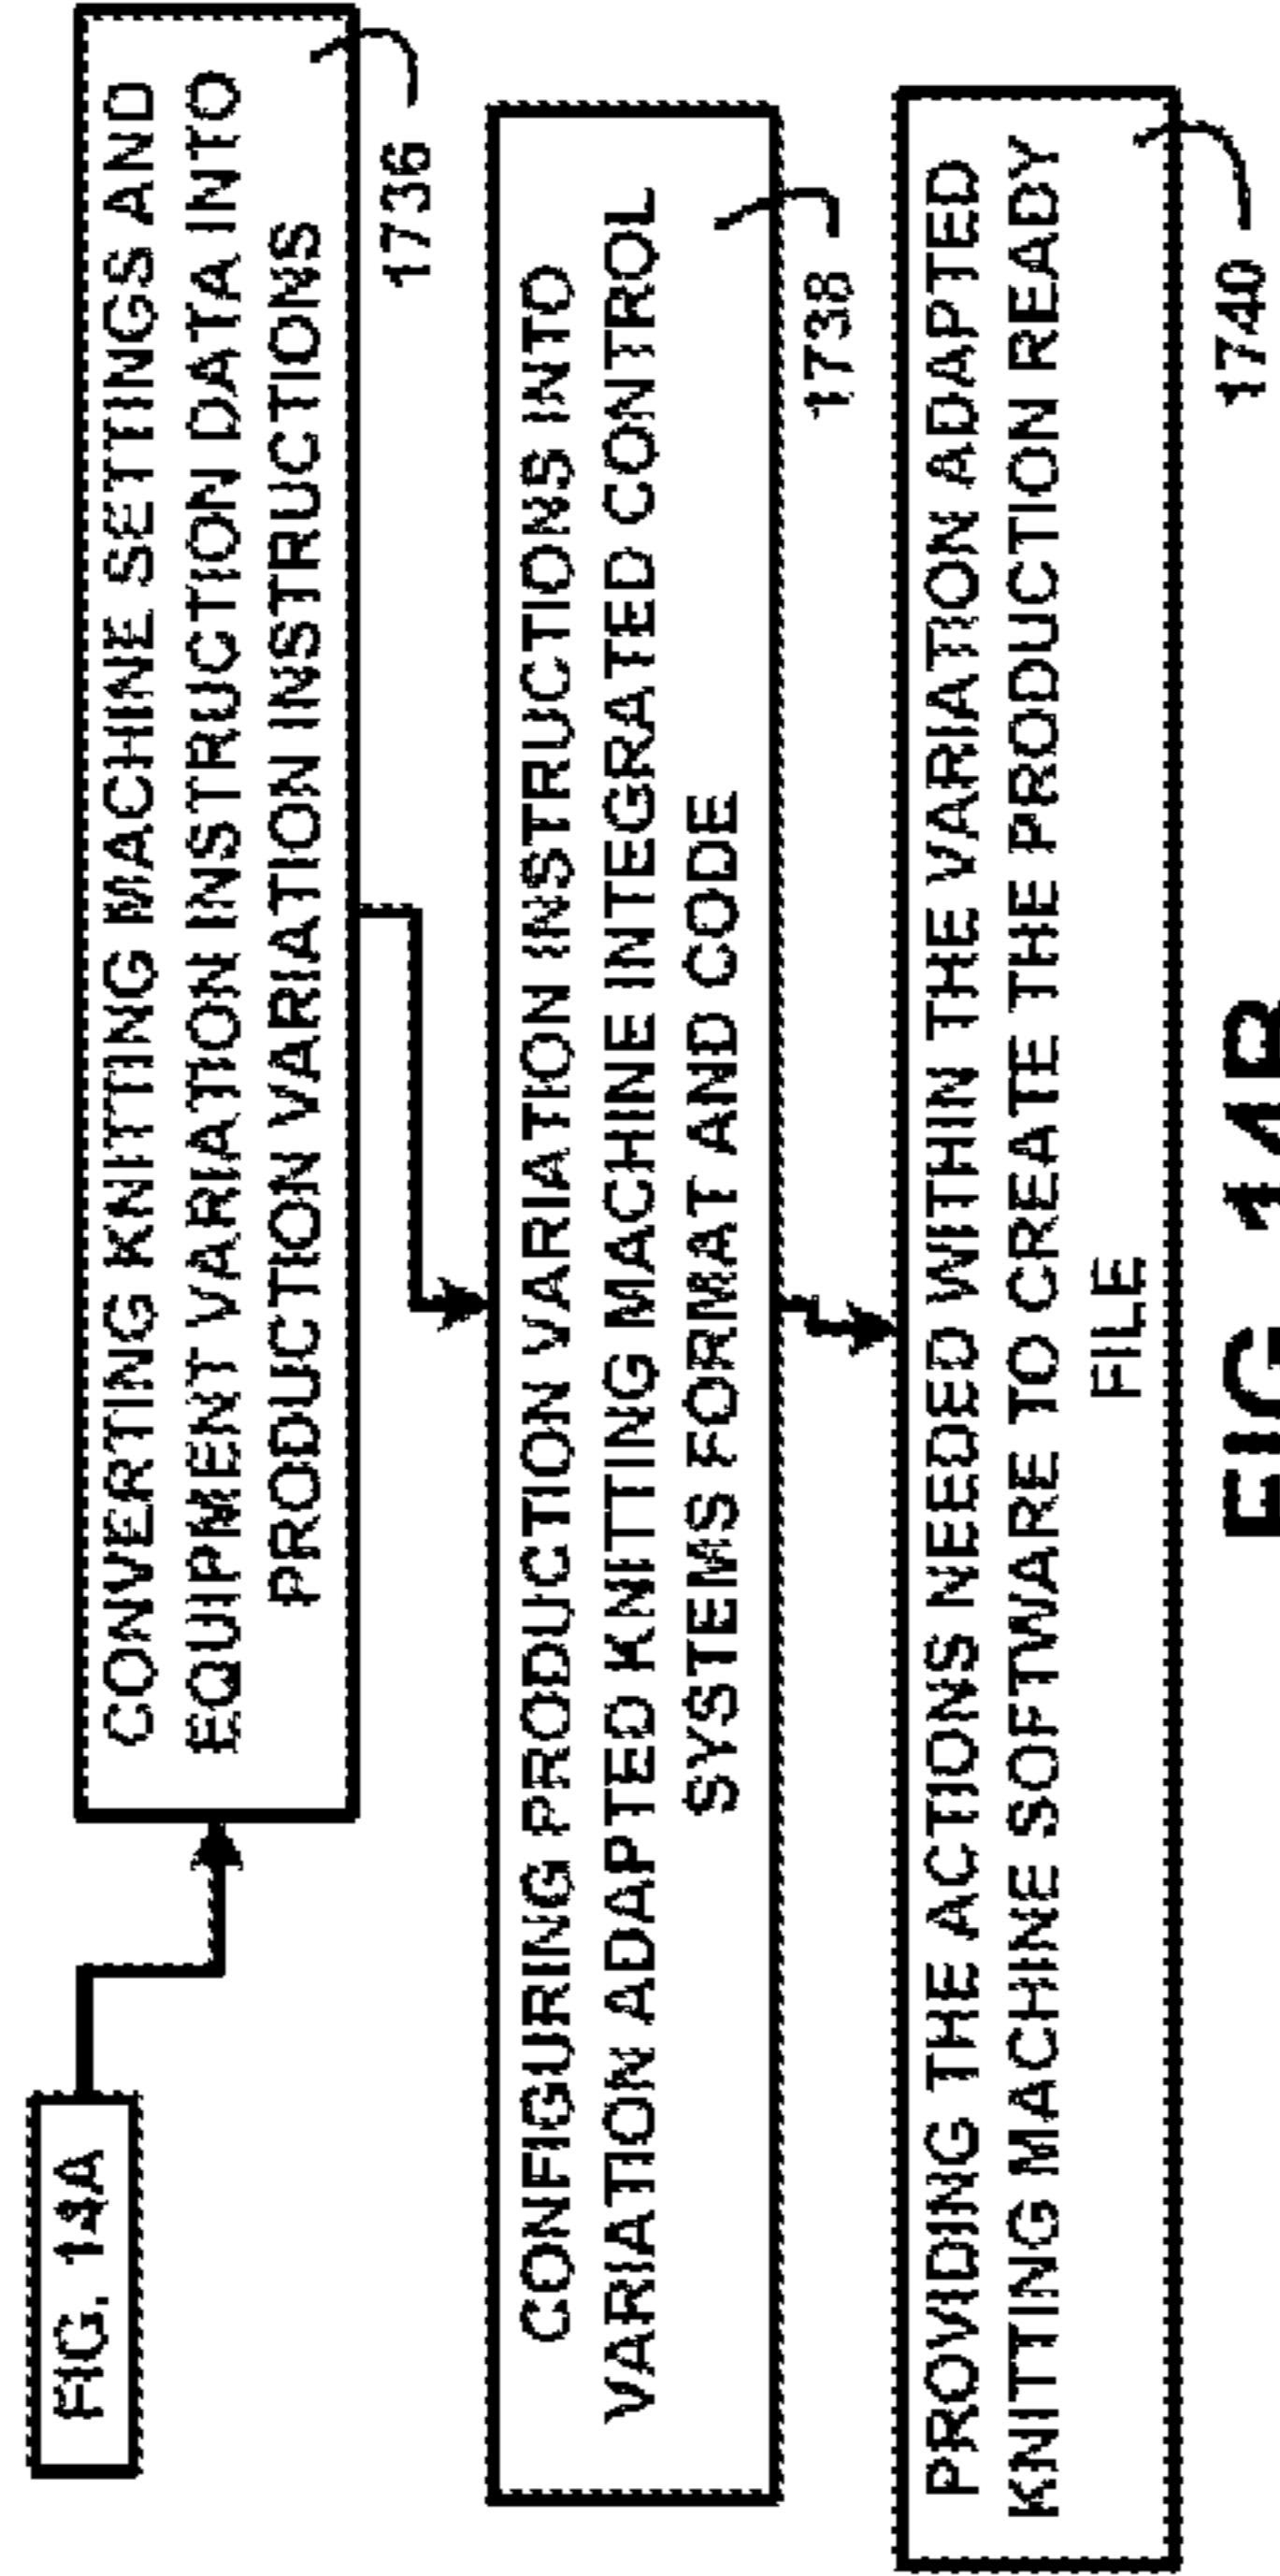 FIG. 14A
CONVERTING KNITTING MACHINE SETTINGS AND
EQUIPMENT VARIATION INSTRUCTION DATA INTO
PRODUCTION VARIATION INSTRUCTIONS
1736
CONFIGURING PRODUCTION VARIATION INSTRUCTIONS INTO
VARIATION ADAPTED KNITTING MACHINE INTEGRATED CONTROL
SYSTEMS FORMAT AND CODE
1738
PROVIDING THE ACTIONS NEEDED WITHIN THE VARIATION ADAPTED
KNITTING MACHINE SOFTWARE TO CREATE THE PRODUCTION READY
FILE
1740
FIG. 14B